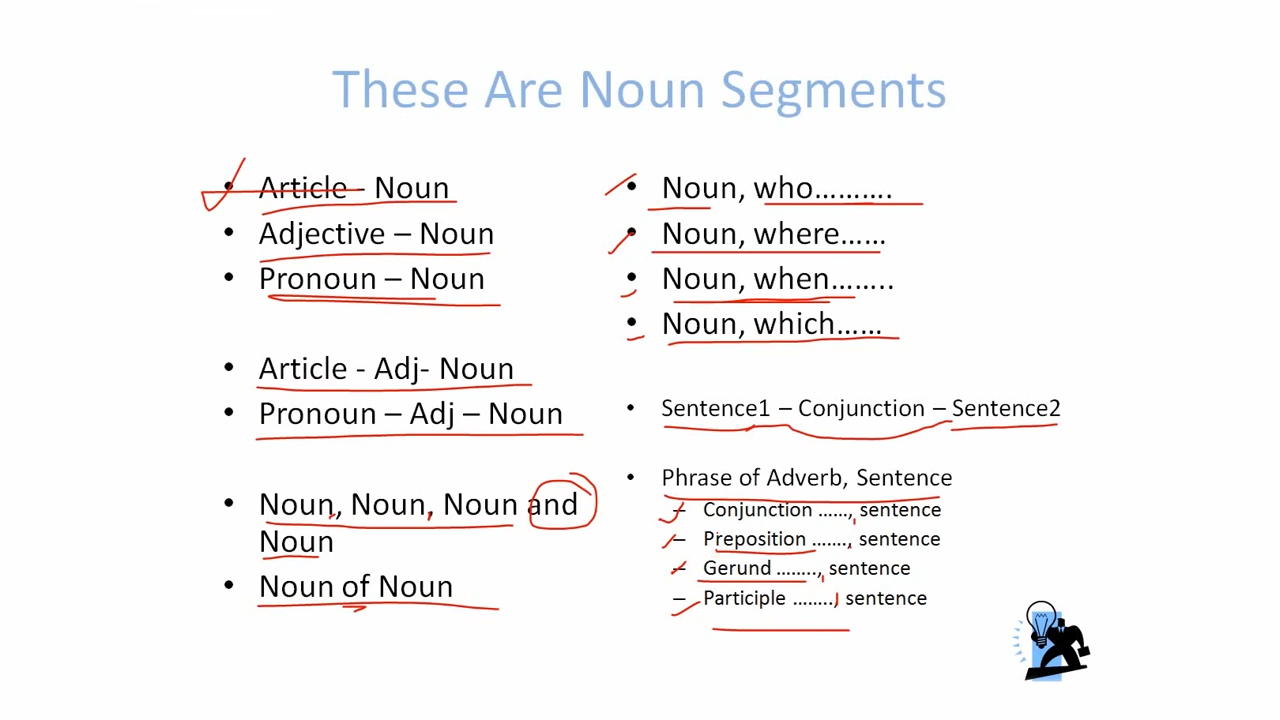 These Are Noun Segments
• Article - Noun
• Adjective – Noun
• Pronoun – Noun
• Article - Adj- Noun
• Pronoun – Adj – Noun
• Noun, Noun, Noun and
Noun
• Noun of Noun
• Noun, who……….
• Noun, where……
• Noun, when……..
• Noun, which……
• Sentence1 – Conjunction – Sentence2
• Phrase of Adverb, Sentence
– Conjunction ……, sentence
– Preposition ……., sentence
– Gerund …….., sentence
– Participle …….., sentence